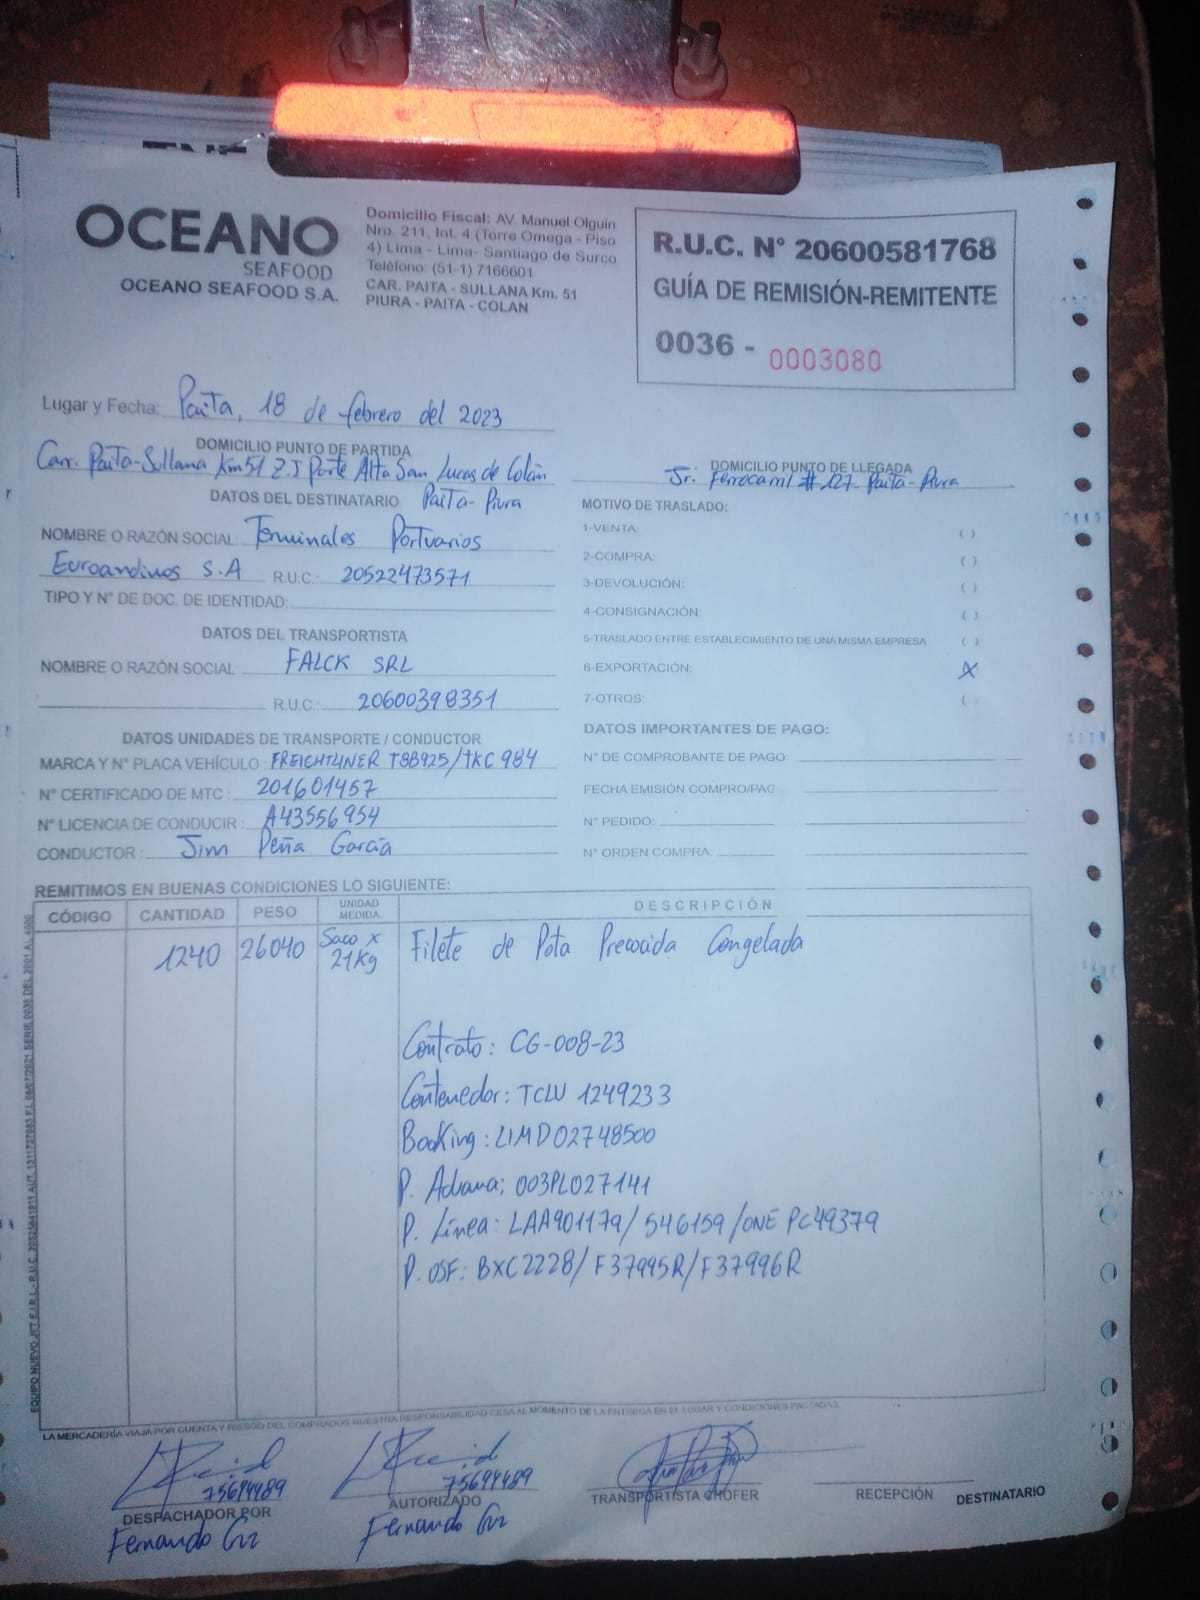 OCEANO
SEAFOOD
OCEANO SEAFOOD S.A.
Domicilio Fiscal: AV. Manuel Olguin
Nro. 211, Int. 4 (Torre Omega - Piso
4) Lima - Lima- Santiago de Surco
Teléfono: (51-1) 7166601
CAR. PAITA - SULLANA Km. 51
PIURA - PAITA - COLAN
R.U.C. N° 20600581768
GUÍA DE REMISIÓN-REMITENTE
0036 - 0003080
Lugar y Fecha: Paita, 18 de febrero del 2023
DOMICILIO PUNTO DE PARTIDA
Carr. Paita-Sullana Km51 Z.I Parte Alta San Lucas de Colán
Paita- Piura
DOMICILIO PUNTO DE LLEGADA
Jr. Ferrocarril # 127 Paita- Piura
DATOS DEL DESTINATARIO
NOMBRE O RAZÓN SOCIAL: Terminales Portuarios
Euroandinos S.A R.U.C.: 20522473571
TIPO Y N° DE DOC. DE IDENTIDAD:
DATOS DEL TRANSPORTISTA
NOMBRE O RAZÓN SOCIAL FALCK SRL
R.U.C.: 20600398351
DATOS UNIDADES DE TRANSPORTE / CONDUCTOR
MARCA Y N° PLACA VEHÍCULO: FREICHTLINER T8B925/TKC 984
N° CERTIFICADO DE MTC: 201601457
N° LICENCIA DE CONDUCIR: A43556954
CONDUCTOR: Jim Peña García
MOTIVO DE TRASLADO:
1-VENTA: ( )
2-COMPRA: ( )
3-DEVOLUCIÓN: ( )
4-CONSIGNACIÓN: ( )
5-TRASLADO ENTRE ESTABLECIMIENTO DE UNA MISMA EMPRESA ( )
6-EXPORTACIÓN: X
7-OTROS: ( )
DATOS IMPORTANTES DE PAGO:
N° DE COMPROBANTE DE PAGO
FECHA EMISIÓN COMPRO/PAG
N° PEDIDO:
N° ORDEN COMPRA:
REMITIMOS EN BUENAS CONDICIONES LO SIGUIENTE:
CÓDIGO CANTIDAD PESO UNIDAD MEDIDA. DESCRIPCIÓN
1240 26040 Saco x 21Kg Filete de Pota Precocida Congelada
Contrato: CG-008-23
Contenedor: TCLU 1249233
Booking: LIMD02748500
P. Aduana: 003PL027141
P. Línea: LAA901179/ 546159 /ONE PC49379
P. OSF: BXC2228/ F37995R/F37996R
LA MERCADERÍA VIAJA POR CUENTA Y RIESGO DEL COMPRADOS NUESTRA RESPONSABILIDAD CESA AL MOMENTO DE LA ENTREGA EN EL LUGAR Y CONDICIONES PACTADAS
75694489
DESPACHADOR POR
Fernando Cruz
75694489
AUTORIZADO
Fernando Cruz
TRANSPORTISTA CHOFER
RECEPCIÓN
DESTINATARIO